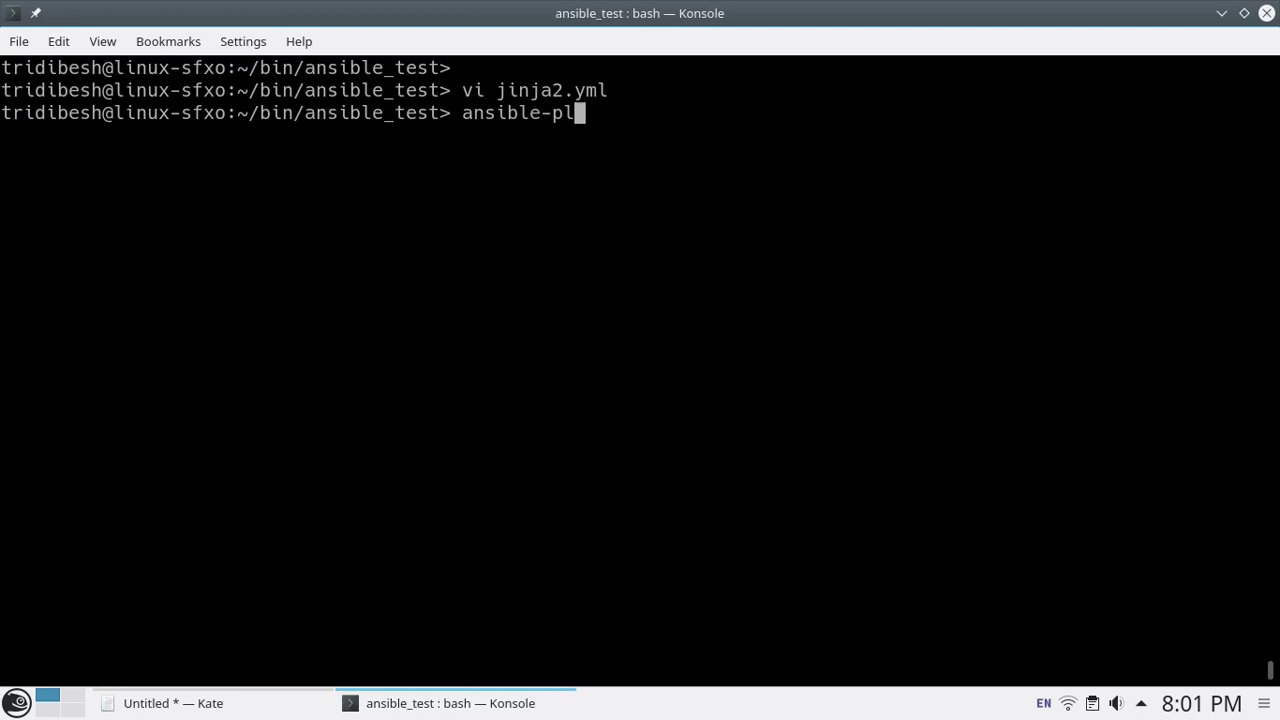 ansible_test : bash — Konsole
File Edit View Bookmarks Settings Help
tridibesh@linux-sfxo:~/bin/ansible_test>
tridibesh@linux-sfxo:~/bin/ansible_test> vi jinja2.yml
tridibesh@linux-sfxo:~/bin/ansible_test> ansible-pl
Untitled * — Kate ansible_test : bash — Konsole EN 8:01 PM